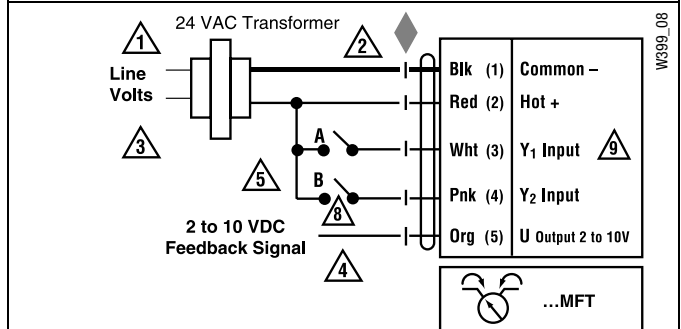 24 VAC Transformer
1
2
Line
Volts
3
Blk (1) Common –
Red (2) Hot +
A
Wht (3) Y₁ Input
9
5
B
Pnk (4) Y₂ Input
8
2 to 10 VDC
Feedback Signal
4
Org (5) U Output 2 to 10V
...MFT
W399_08